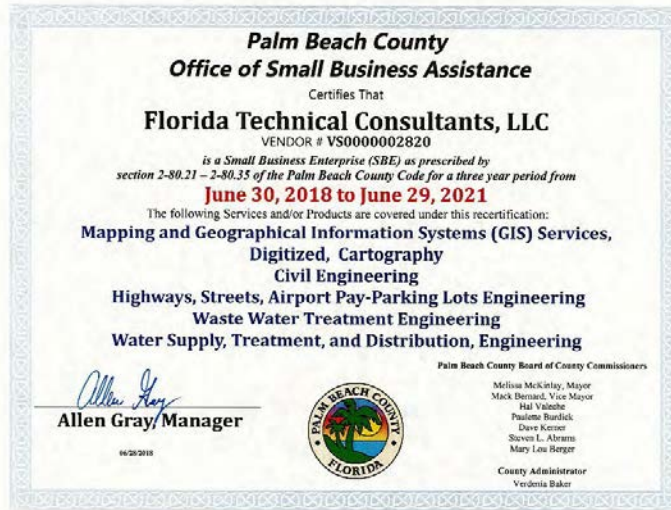 Palm Beach County
Office of Small Business Assistance
Certifies That
Florida Technical Consultants, LLC
VENDOR # VS0000002820
is a Small Business Enterprise (SBE) as prescribed by
section 2-80.21 – 2-80.35 of the Palm Beach County Code for a three year period from
June 30, 2018 to June 29, 2021
The following Services and/or Products are covered under this recertification:
Mapping and Geographical Information Systems (GIS) Services,
Digitized, Cartography
Civil Engineering
Highways, Streets, Airport Pay-Parking Lots Engineering
Waste Water Treatment Engineering
Water Supply, Treatment, and Distribution, Engineering
Allen Gray
Allen Gray, Manager
06/28/2018
PALM BEACH COUNTY
FLORIDA
Palm Beach County Board of County Commissioners
Melissa McKinlay, Mayor
Mack Bernard, Vice Mayor
Hal Valeche
Paulette Burdick
Dave Kerner
Steven L. Abrams
Mary Lou Berger
County Administrator
Verdenia Baker